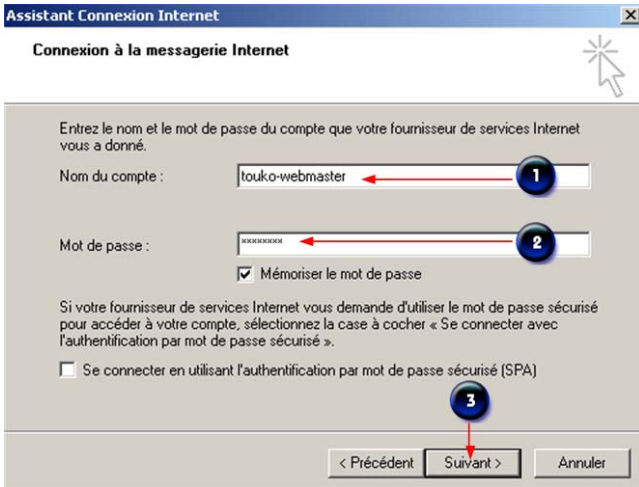 Assistant Connexion Internet
Connexion à la messagerie Internet
Entrez le nom et le mot de passe du compte que votre fournisseur de services Internet
vous a donné.
Nom du compte :
touko-webmaster
1
Mot de passe :
××××××××
2
Mémoriser le mot de passe
Si votre fournisseur de services Internet vous demande d'utiliser le mot de passe sécurisé
pour accéder à votre compte, sélectionnez la case à cocher « Se connecter avec
l'authentification par mot de passe sécurisé ».
Se connecter en utilisant l'authentification par mot de passe sécurisé (SPA)
3
< Précédent
Suivant >
Annuler